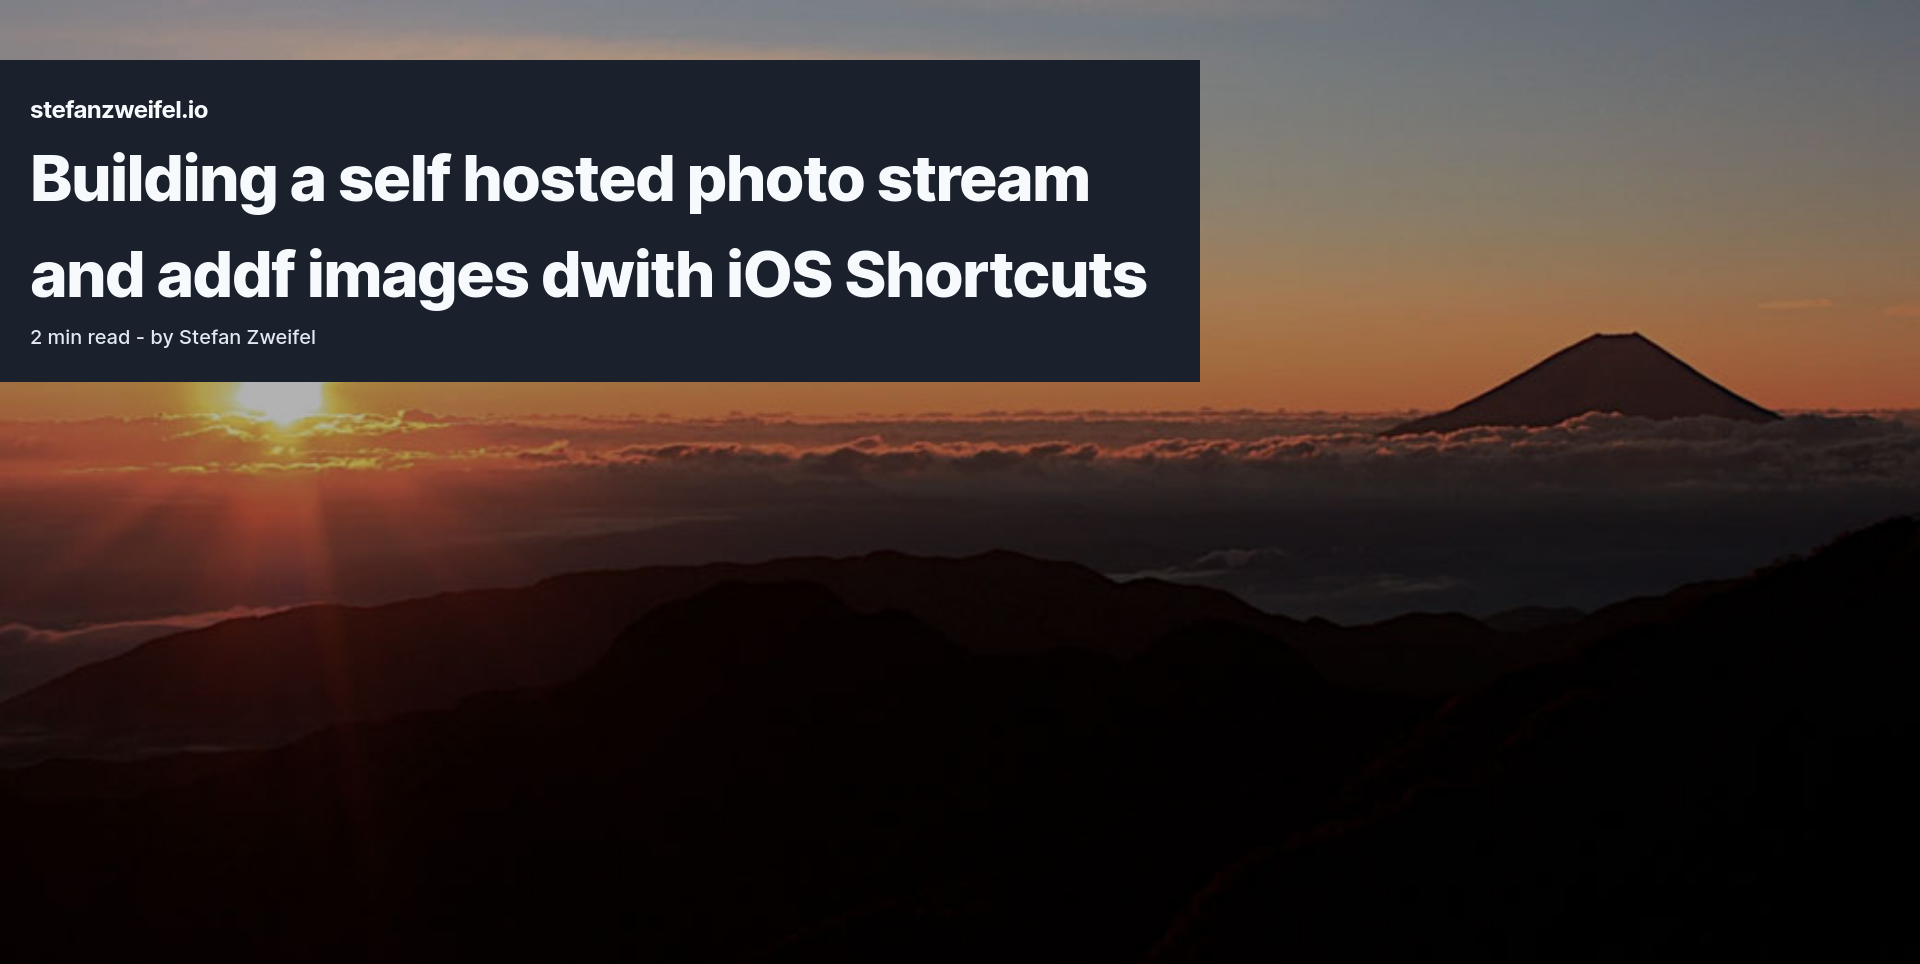 stefanzweifel.io
Building a self hosted photo stream
and addf images dwith iOS Shortcuts
2 min read - by Stefan Zweifel